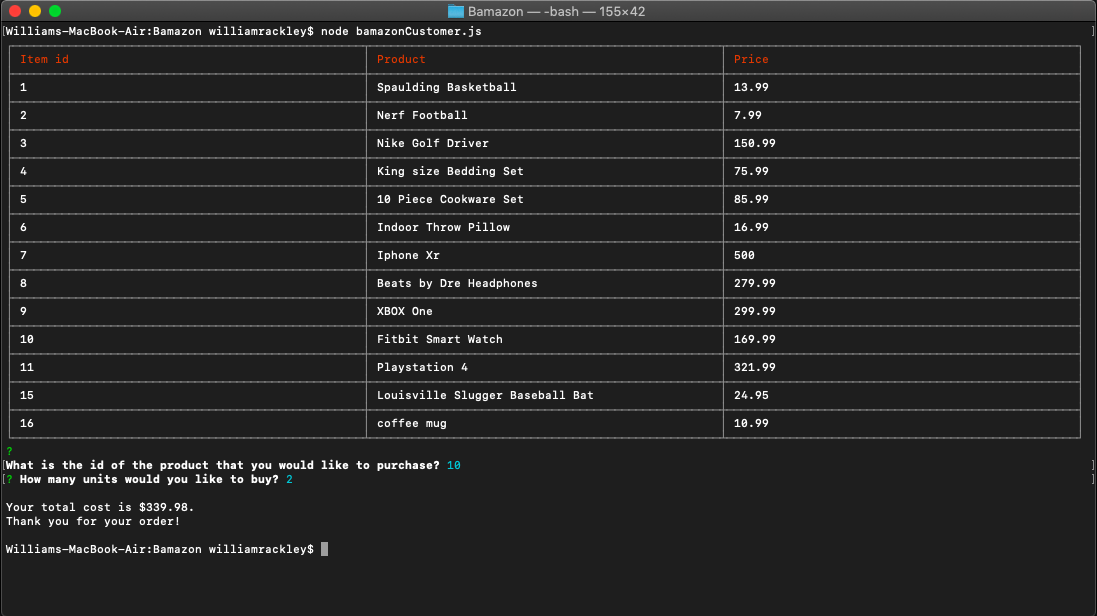 Bamazon — -bash — 155×42
[Williams-MacBook-Air:Bamazon williamrackley$ node bamazonCustomer.js ]
Item id Product Price
1 Spaulding Basketball 13.99
2 Nerf Football 7.99
3 Nike Golf Driver 150.99
4 King size Bedding Set 75.99
5 10 Piece Cookware Set 85.99
6 Indoor Throw Pillow 16.99
7 Iphone Xr 500
8 Beats by Dre Headphones 279.99
9 XBOX One 299.99
10 Fitbit Smart Watch 169.99
11 Playstation 4 321.99
15 Louisville Slugger Baseball Bat 24.95
16 coffee mug 10.99
?
[What is the id of the product that you would like to purchase? 10 ]
[? How many units would you like to buy? 2 ]
Your total cost is $339.98.
Thank you for your order!
Williams-MacBook-Air:Bamazon williamrackley$